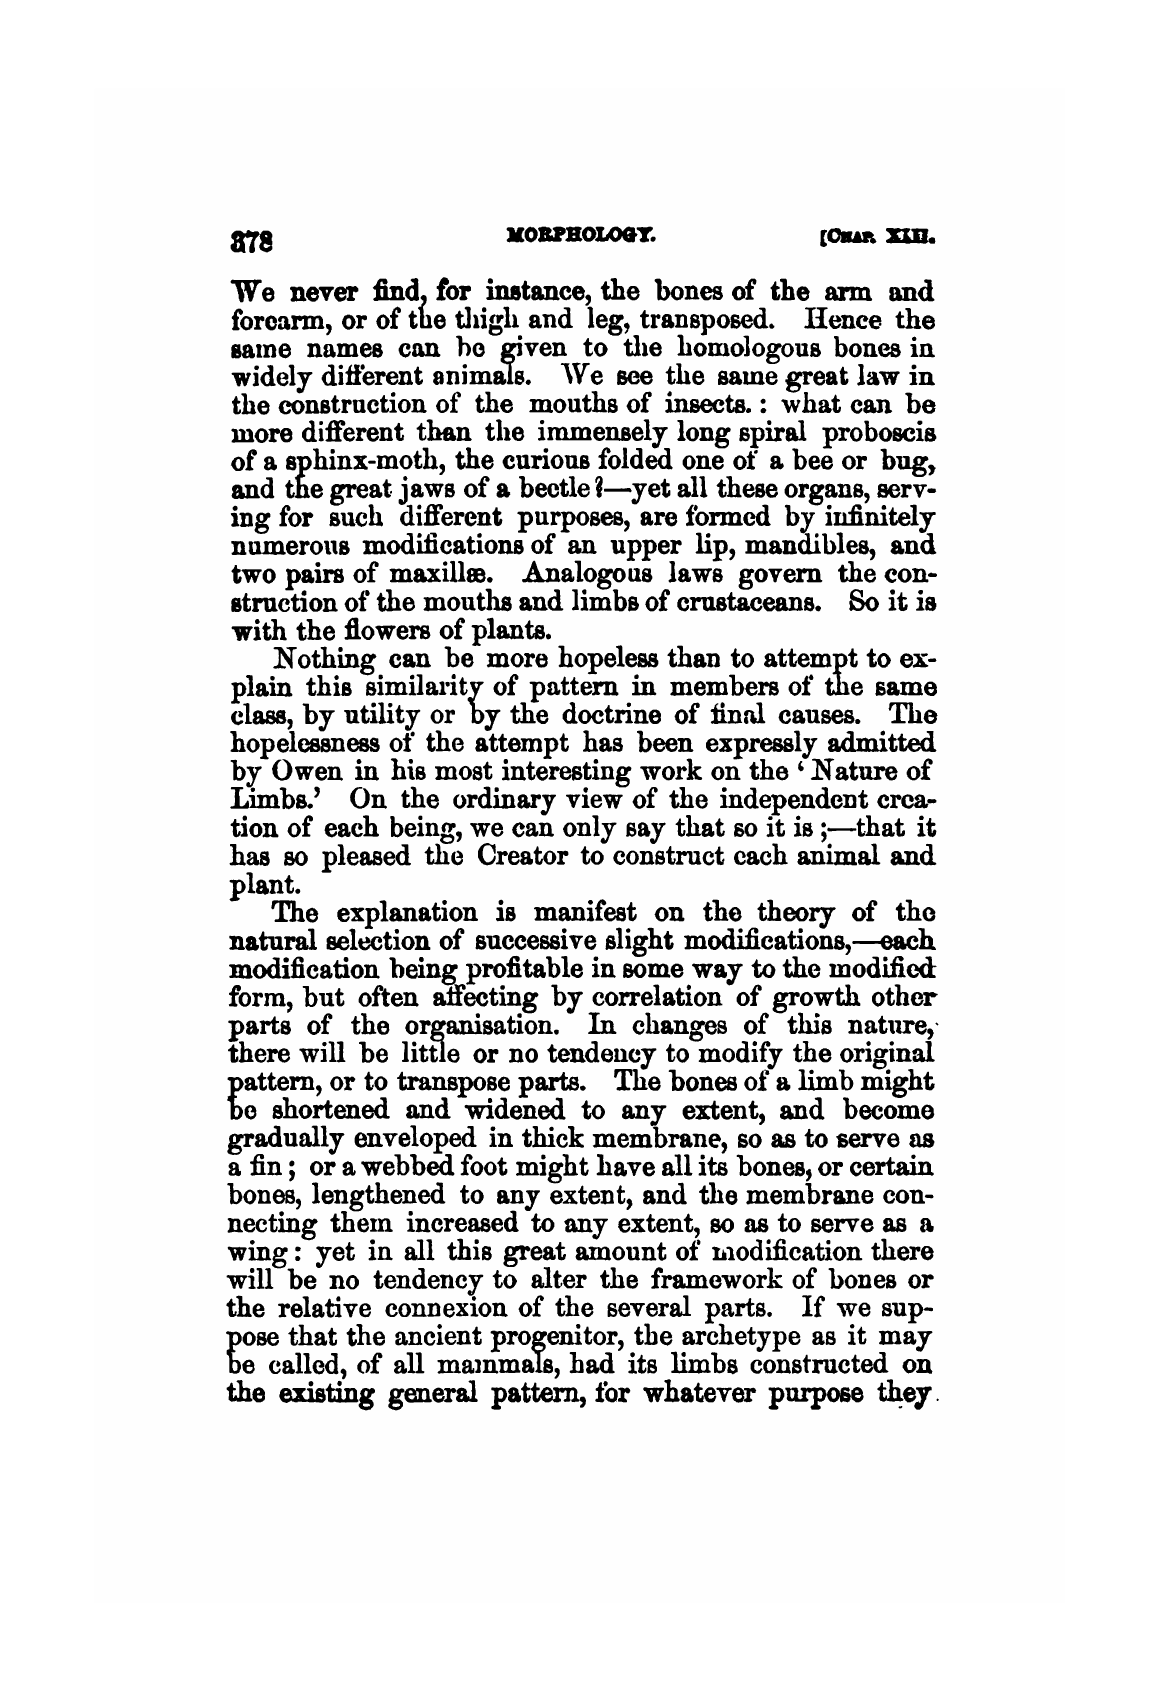 378 MORPHOLOGY. [CHAP. XIII.
We never find, for instance, the bones of the arm and
forearm, or of the thigh and leg, transposed. Hence the
same names can be given to the homologous bones in
widely different animals. We see the same great law in
the construction of the mouths of insects. : what can be
more different than the immensely long spiral proboscis
of a sphinx-moth, the curious folded one of a bee or bug,
and the great jaws of a beetle?—yet all these organs, serv-
ing for such different purposes, are formed by infinitely
numerous modifications of an upper lip, mandibles, and
two pairs of maxillæ. Analogous laws govern the con-
struction of the mouths and limbs of crustaceans. So it is
with the flowers of plants.
Nothing can be more hopeless than to attempt to ex-
plain this similarity of pattern in members of the same
class, by utility or by the doctrine of final causes. The
hopelessness of the attempt has been expressly admitted
by Owen in his most interesting work on the ‘Nature of
Limbs.’ On the ordinary view of the independent crea-
tion of each being, we can only say that so it is;—that it
has so pleased the Creator to construct each animal and
plant.
The explanation is manifest on the theory of the
natural selection of successive slight modifications,—each
modification being profitable in some way to the modified
form, but often affecting by correlation of growth other
parts of the organisation. In changes of this nature,
there will be little or no tendency to modify the original
pattern, or to transpose parts. The bones of a limb might
be shortened and widened to any extent, and become
gradually enveloped in thick membrane, so as to serve as
a fin; or a webbed foot might have all its bones, or certain
bones, lengthened to any extent, and the membrane con-
necting them increased to any extent, so as to serve as a
wing: yet in all this great amount of modification there
will be no tendency to alter the framework of bones or
the relative connexion of the several parts. If we sup-
pose that the ancient progenitor, the archetype as it may
be called, of all mammals, had its limbs constructed on
the existing general pattern, for whatever purpose they